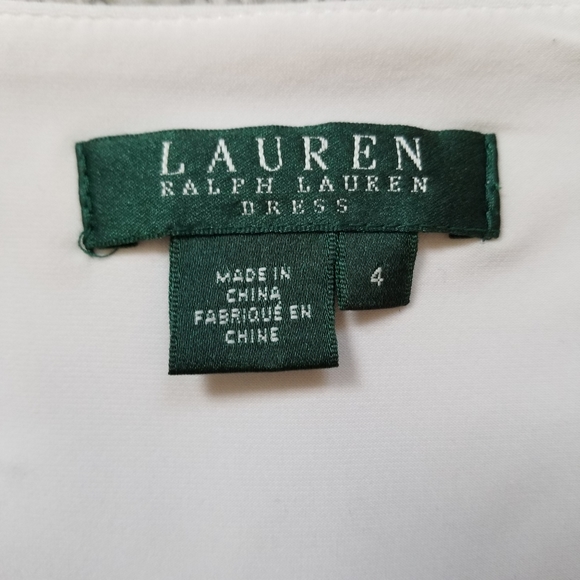 LAUREN
RALPH LAUREN
DRESS
MADE IN
CHINA
FABRIQUÉ EN
CHINE
4